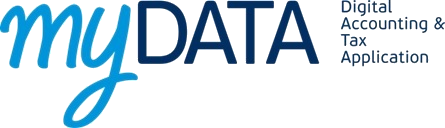 myDATA
Digital
Accounting &
Tax
Application